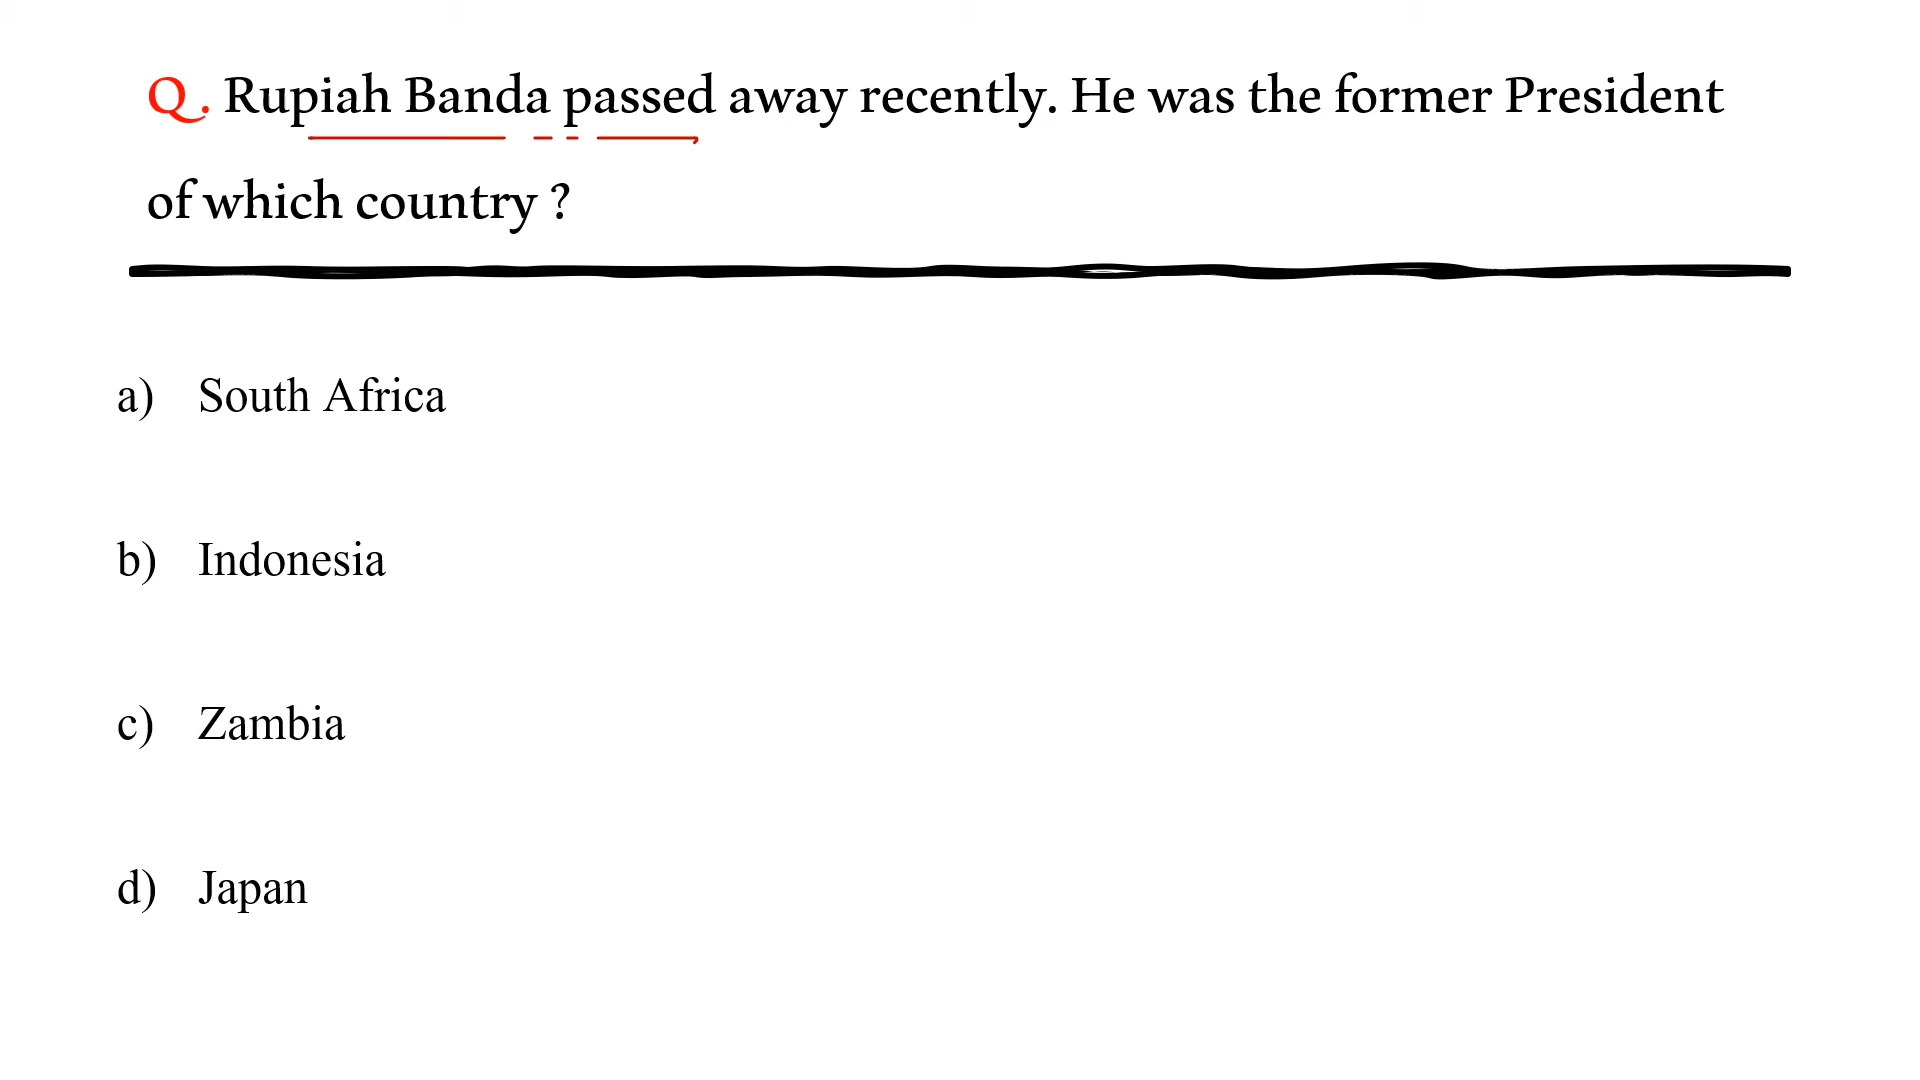 Q . Rupiah Banda passed away recently. He was the former President
of which country ?
a) South Africa
b) Indonesia
c) Zambia
d) Japan